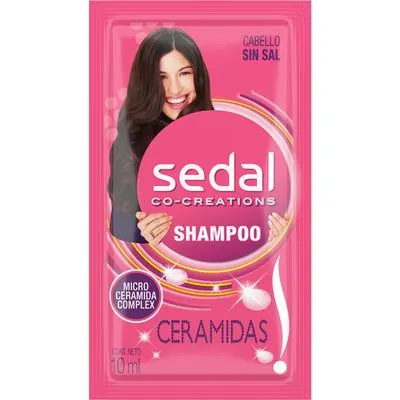 CABELLO
SIN SAL
sedal
CO-CREATIONS
SHAMPOO
MICRO
CERAMIDA
COMPLEX
CERAMIDAS
CONT. NETO
10 ml